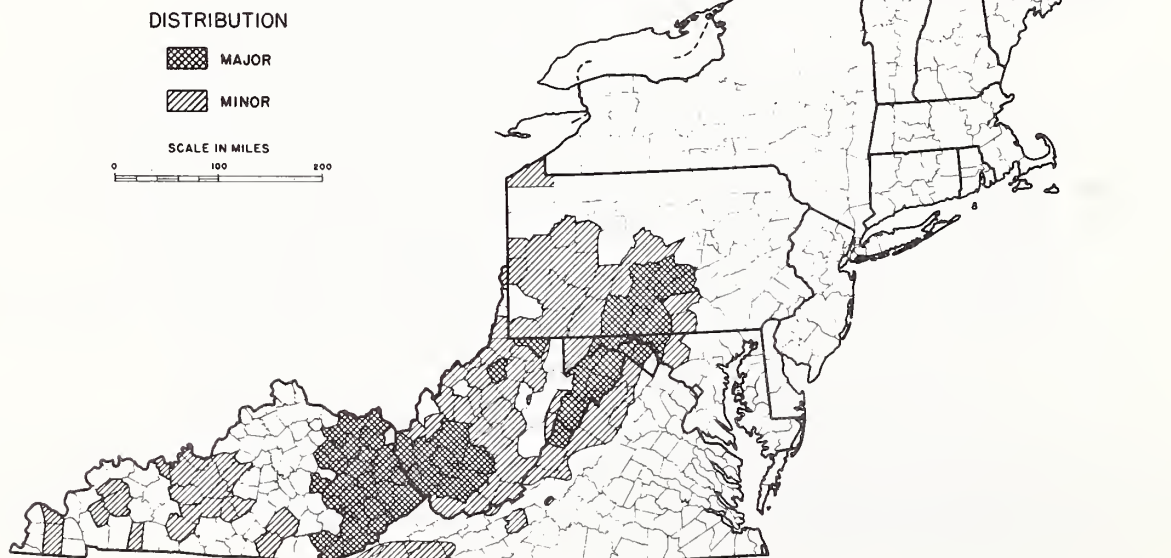 DISTRIBUTION
MAJOR
MINOR
SCALE IN MILES
0 100 200